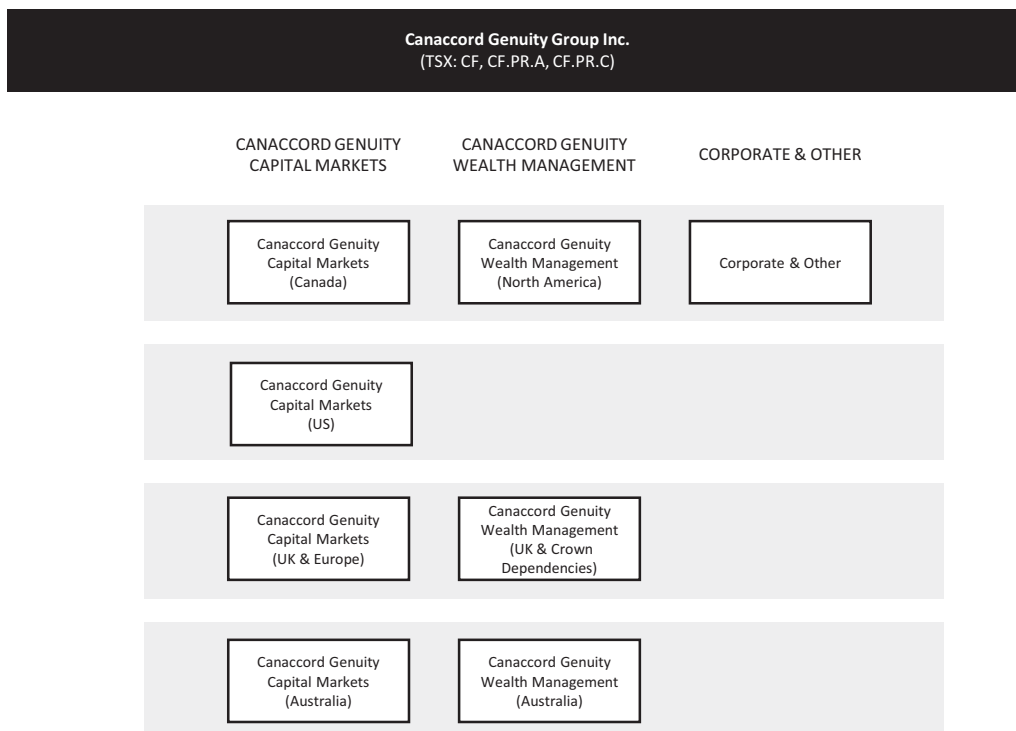 Canaccord Genuity Group Inc.
(TSX: CF, CF.PR.A, CF.PR.C)
CANACCORD GENUITY
CAPITAL MARKETS
CANACCORD GENUITY
WEALTH MANAGEMENT
CORPORATE & OTHER
Canaccord Genuity
Capital Markets
(Canada)
Canaccord Genuity
Wealth Management
(North America)
Corporate & Other
Canaccord Genuity
Capital Markets
(US)
Canaccord Genuity
Capital Markets
(UK & Europe)
Canaccord Genuity
Wealth Management
(UK & Crown
Dependencies)
Canaccord Genuity
Capital Markets
(Australia)
Canaccord Genuity
Wealth Management
(Australia)